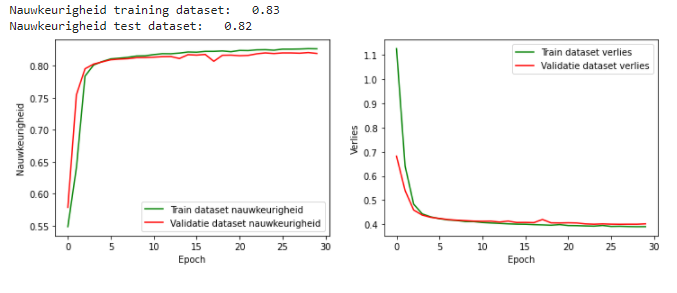 Nauwkeurigheid training dataset:   0.83
Nauwkeurigheid test dataset:   0.82
Nauwkeurigheid
0.80
0.75
0.70
0.65
0.60
0.55
Train dataset nauwkeurigheid
Validatie dataset nauwkeurigheid
0 5 10 15 20 25 30
Epoch
Verlies
1.1
1.0
0.9
0.8
0.7
0.6
0.5
0.4
Train dataset verlies
Validatie dataset verlies
0 5 10 15 20 25 30
Epoch